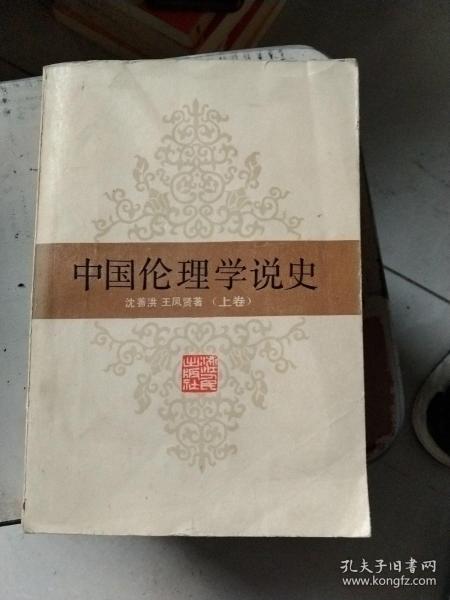 中国伦理学说史
沈善洪 王凤贤著 （上卷）
浙江人民
出版社
孔夫子旧书网
www.kongfz.com